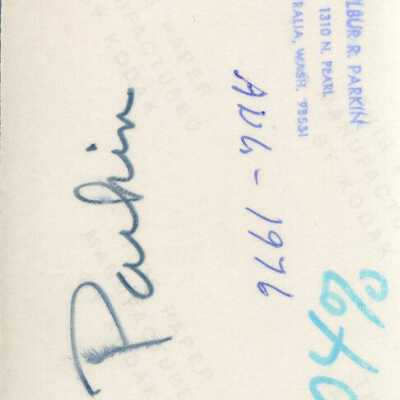 LBUR R. PARKIN
1310 N. PEARL
RALIA, WASH. 98531
AUG - 1976
Parkin